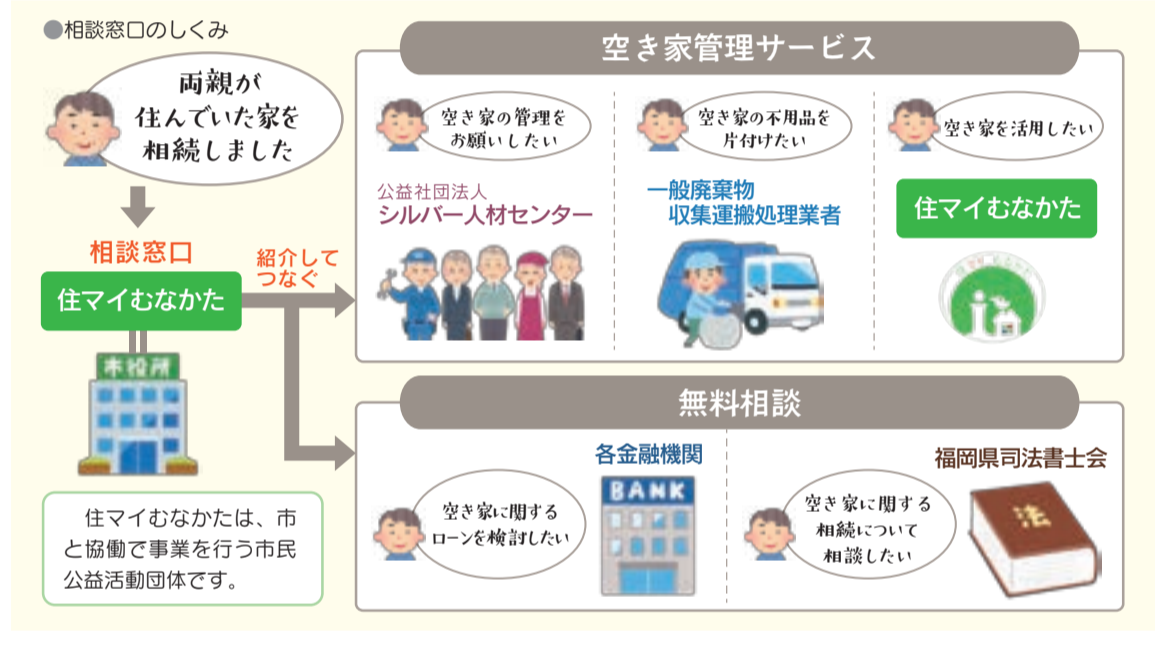 ●相談窓口のしくみ
両親が
住んでいた家を
相続しました
相談窓口
住マイむなかた
市役所
住マイむなかたは、市
と協働で事業を行う市民
公益活動団体です。
紹介して
つなぐ
空き家管理サービス
空き家の管理を
お願いしたい
公益社団法人
シルバー人材センター
空き家の不用品を
片付けたい
一般廃棄物
収集運搬処理業者
空き家を活用したい
住マイむなかた
無料相談
空き家に関する
ローンを検討したい
各金融機関
BANK
空き家に関する
相続について
相談したい
福岡県司法書士会
法